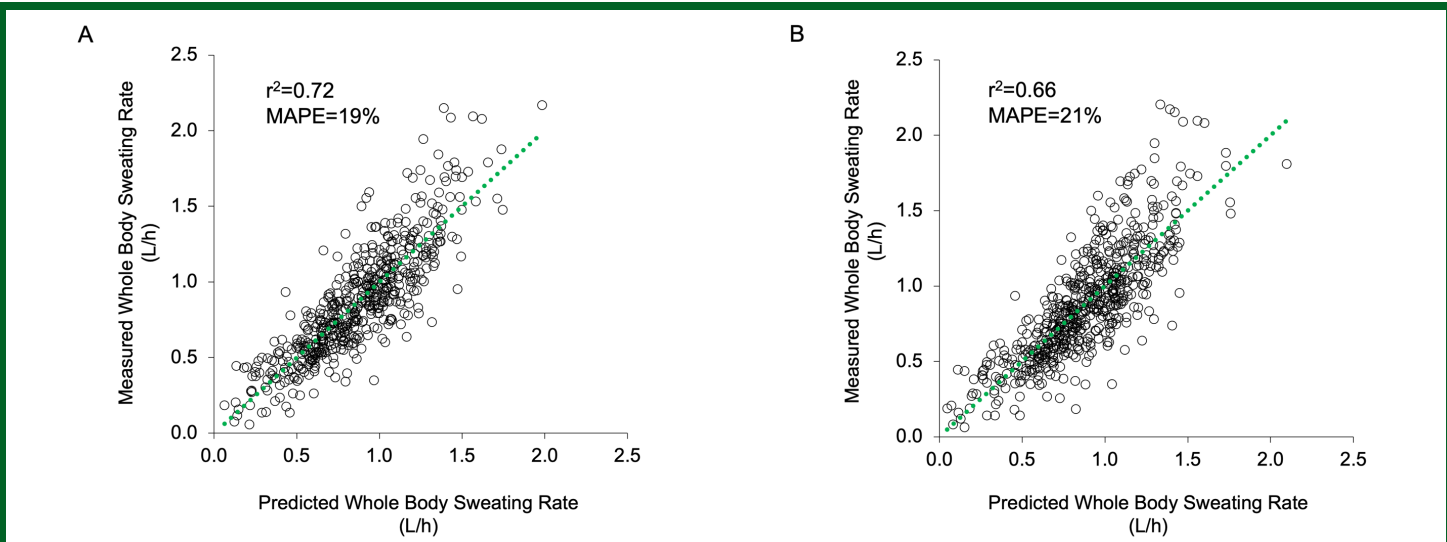 A
2.5
2.0
1.5
1.0
0.5
0.0
0.0 0.5 1.0 1.5 2.0 2.5
r²=0.72
MAPE=19%
Measured Whole Body Sweating Rate
(L/h)
Predicted Whole Body Sweating Rate
(L/h)
B
2.5
2.0
1.5
1.0
0.5
0.0
0.0 0.5 1.0 1.5 2.0 2.5
r²=0.66
MAPE=21%
Measured Whole Body Sweating Rate
(L/h)
Predicted Whole Body Sweating Rate
(L/h)